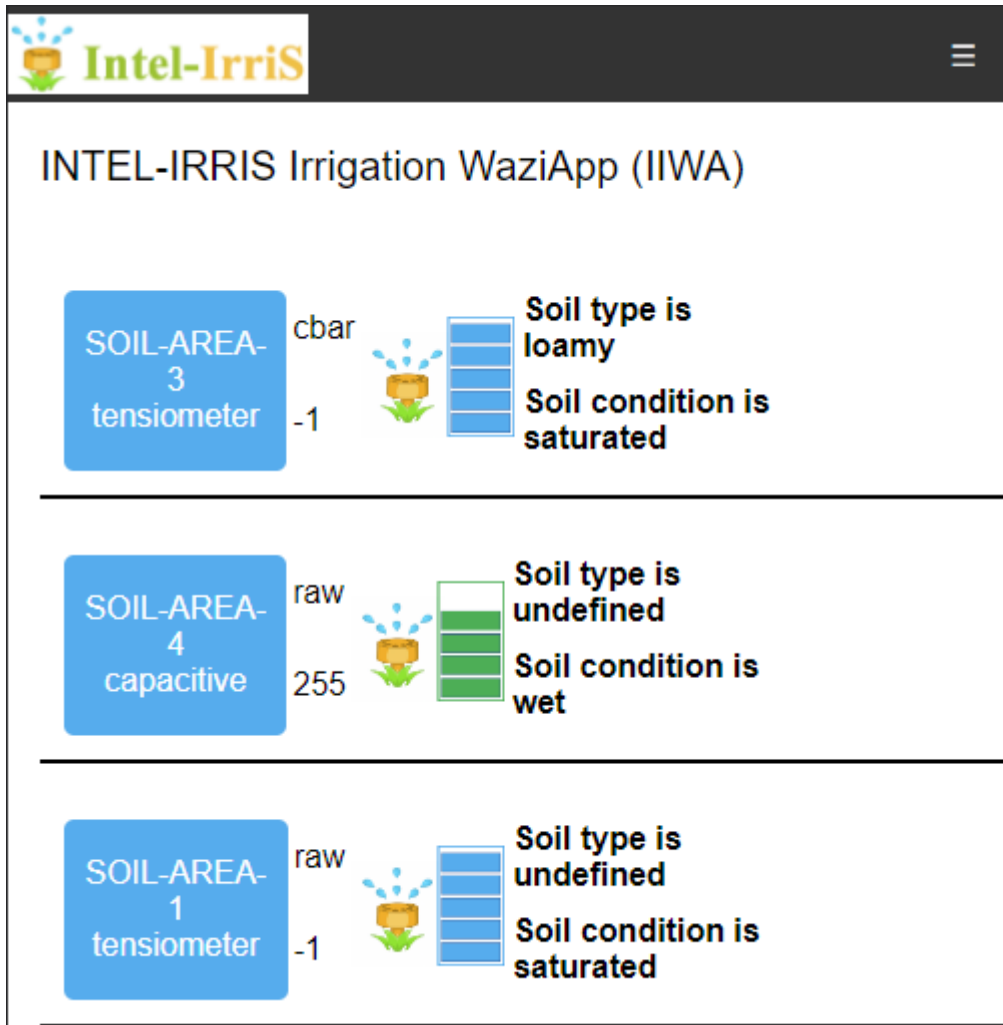 Intel-IrriS
☰
INTEL-IRRIS Irrigation WaziApp (IIWA)
SOIL-AREA-
3
tensiometer
cbar
-1
Soil type is
loamy
Soil condition is
saturated
SOIL-AREA-
4
capacitive
raw
255
Soil type is
undefined
Soil condition is
wet
SOIL-AREA-
1
tensiometer
raw
-1
Soil type is
undefined
Soil condition is
saturated